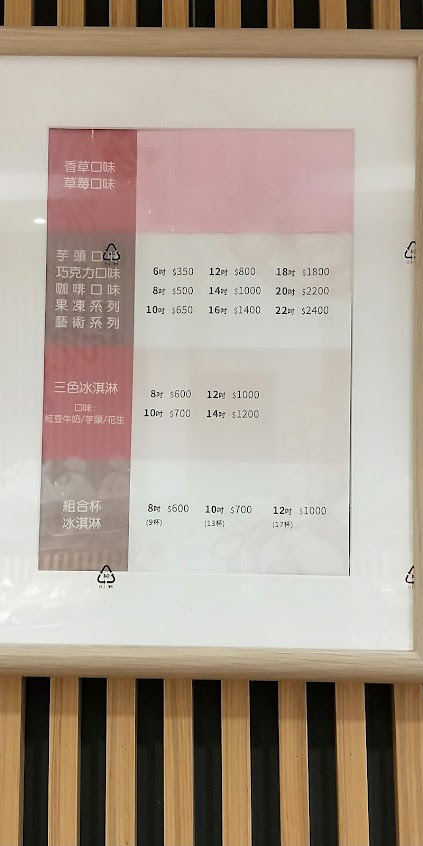 香草口味
草莓口味
芋頭口味
巧克力口味
咖啡口味
果凍系列
藝術系列
6吋 $350 12吋 $800 18吋 $1800
8吋 $500 14吋 $1000 20吋 $2200
10吋 $650 16吋 $1400 22吋 $2400
三色冰淇淋
口味:
紅豆牛奶/芋頭/花生
8吋 $600 12吋 $1000
10吋 $700 14吋 $1200
組合杯
冰淇淋
8吋 $600 10吋 $700 12吋 $1000
(9杯) (13杯) (17杯)